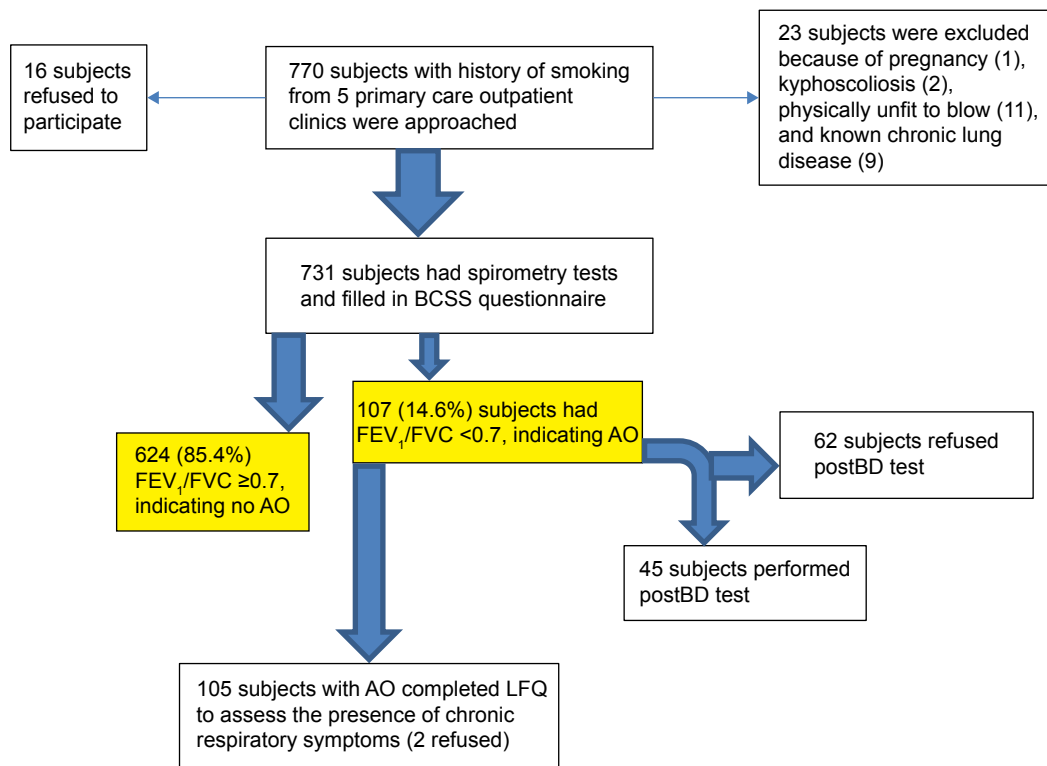 16 subjects
refused to
participate
770 subjects with history of smoking
from 5 primary care outpatient
clinics were approached
23 subjects were excluded
because of pregnancy (1),
kyphoscoliosis (2),
physically unfit to blow (11),
and known chronic lung
disease (9)
731 subjects had spirometry tests
and filled in BCSS questionnaire
624 (85.4%)
FEV₁/FVC ≥0.7,
indicating no AO
107 (14.6%) subjects had
FEV₁/FVC <0.7, indicating AO
62 subjects refused
postBD test
45 subjects performed
postBD test
105 subjects with AO completed LFQ
to assess the presence of chronic
respiratory symptoms (2 refused)